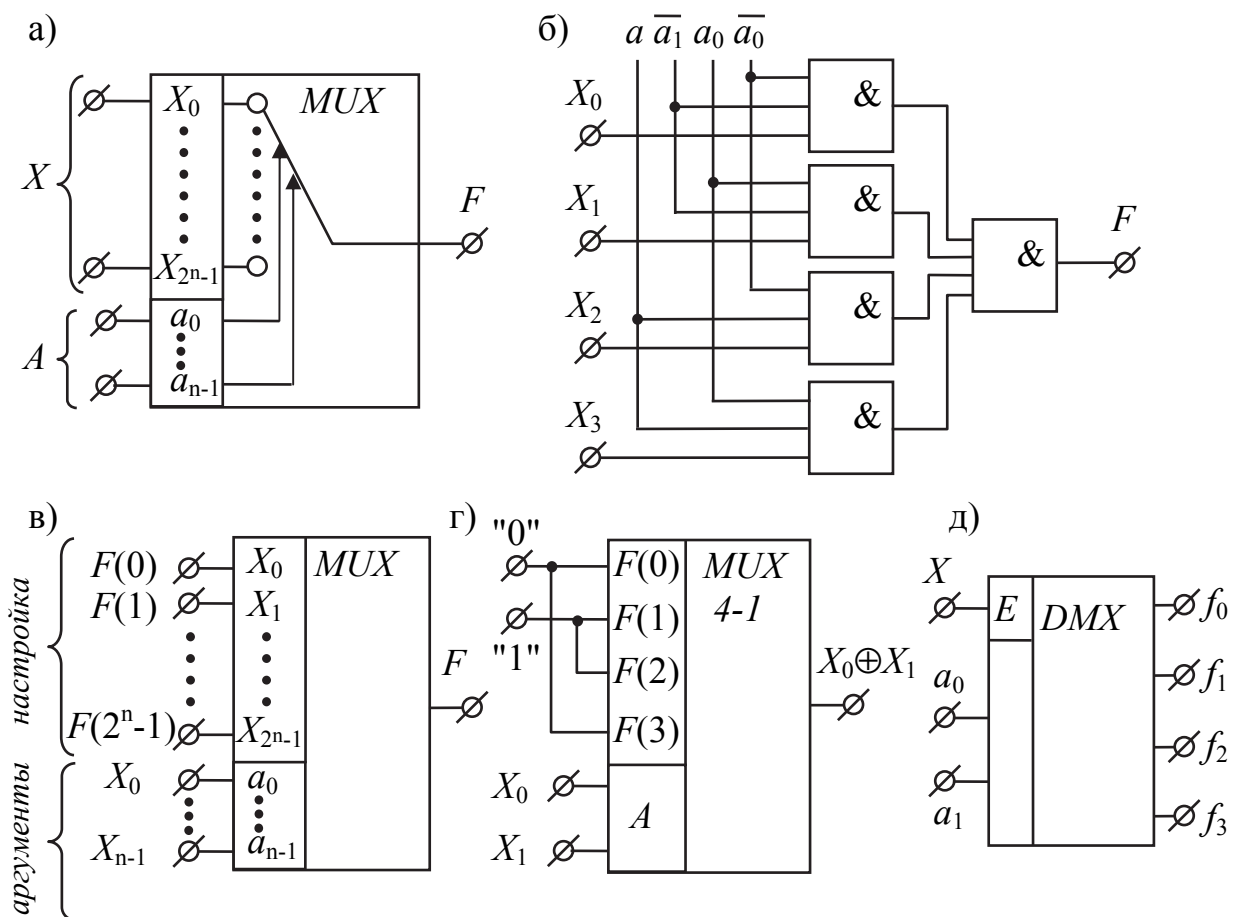 а)
X
X₀
X₂ⁿ₋₁
MUX
F
A
a₀
aₙ₋₁
б)
a a̅₁ a₀ a̅₀
X₀
&
X₁
&
X₂
&
X₃
&
&
F
в)
настройка
F(0)
F(1)
F(2ⁿ-1)
X₀
X₁
X₂ⁿ₋₁
MUX
F
аргументы
X₀
Xₙ₋₁
a₀
aₙ₋₁
г)
"0"
"1"
F(0)
F(1)
F(2)
F(3)
MUX
4-1
X₀⊕X₁
X₀
X₁
A
д)
X
E
DMX
a₀
a₁
f₀
f₁
f₂
f₃